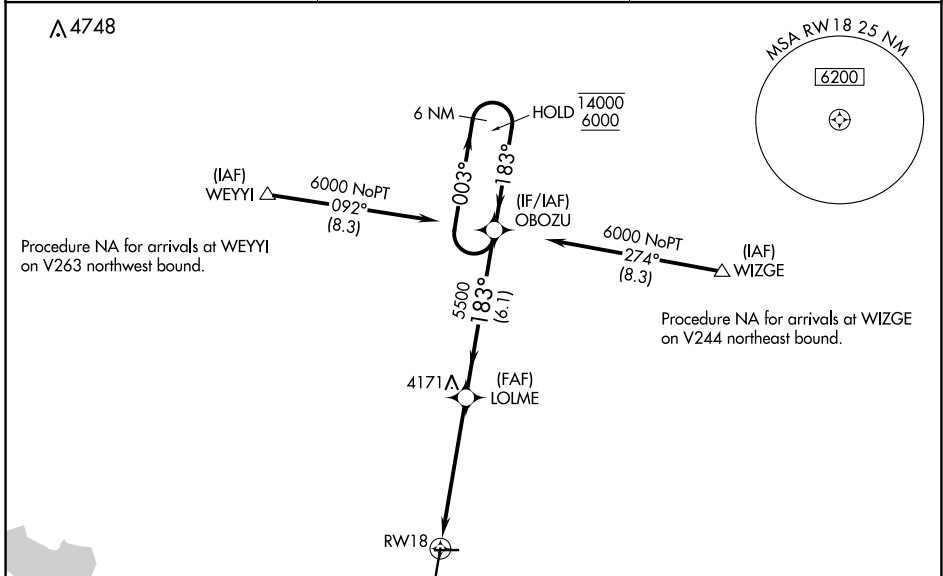 4748
MSA RW18 25 NM
6200
6 NM
HOLD
14000
6000
003°
183°
(IAF)
WEYYI
6000 NoPT
092°
(8.3)
(IF/IAF)
OBOZU
6000 NoPT
274°
(8.3)
(IAF)
WIZGE
Procedure NA for arrivals at WEYYI
on V263 northwest bound.
5500
183°
(6.1)
Procedure NA for arrivals at WIZGE
on V244 northeast bound.
4171
(FAF)
LOLME
RW18